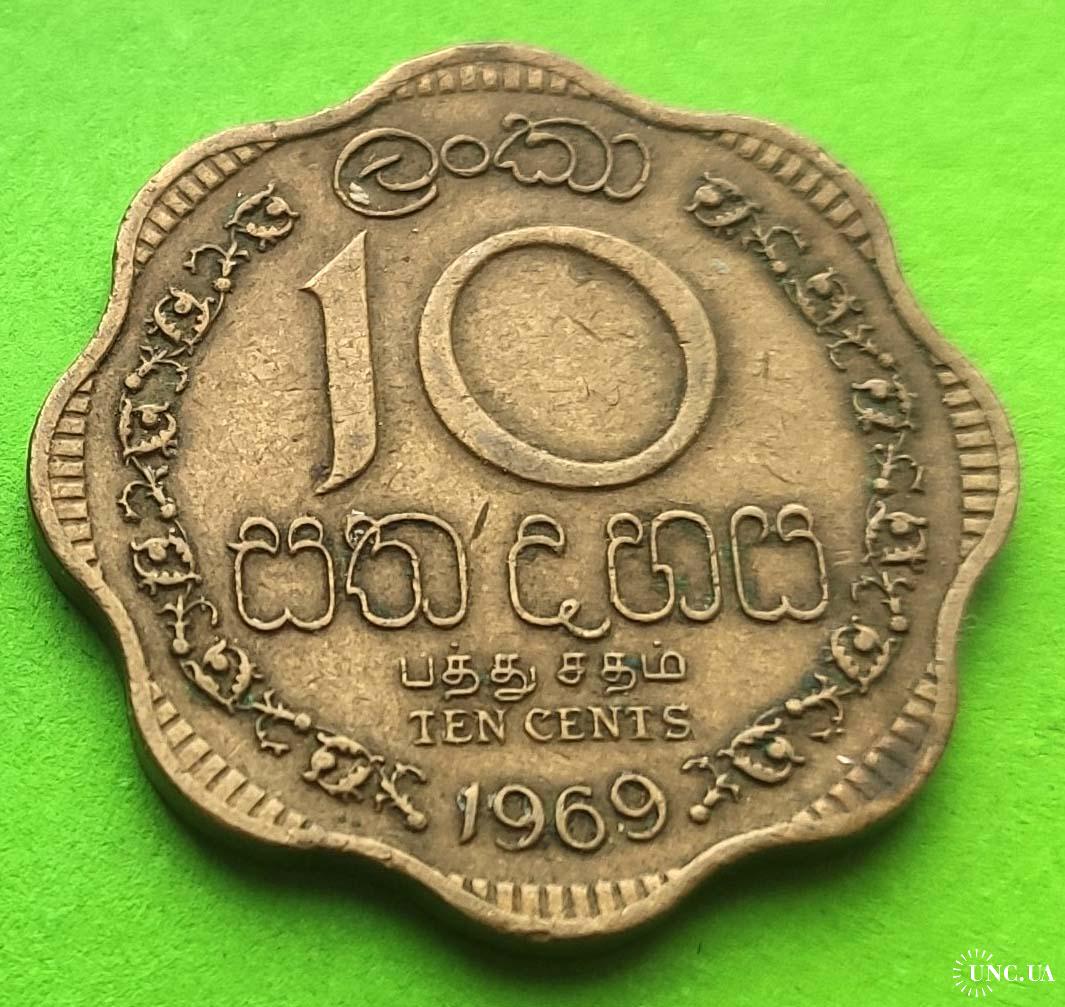 ලංකා
10
සත දහය
பத்து சதம்
TEN CENTS
1969
UNC.UA